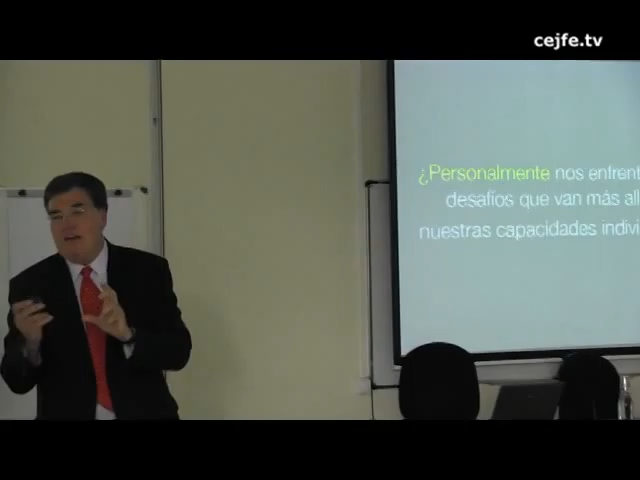 cejfe.tv
¿Personalmente nos enfrent
desafíos que van más all
nuestras capacidades indivi